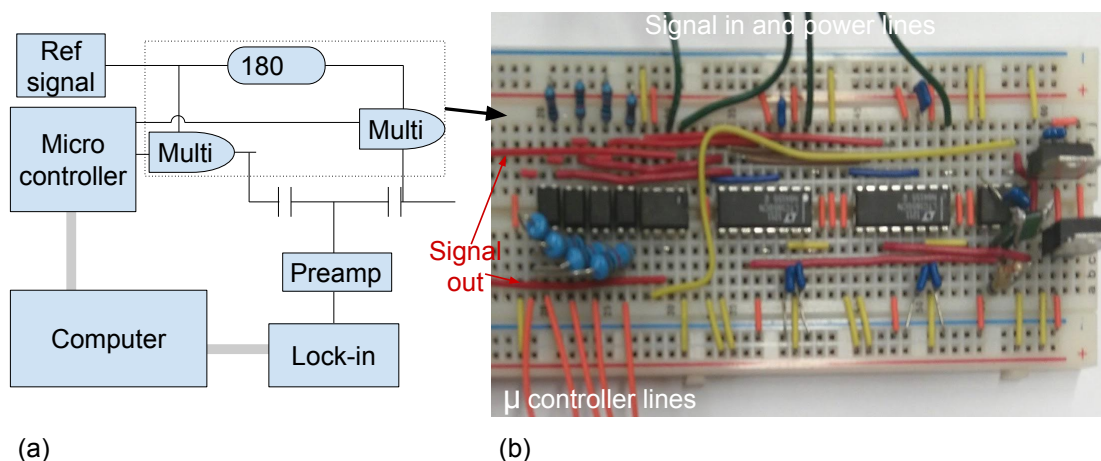 Ref
signal
180
Micro
controller
Multi
Multi
Preamp
Computer
Lock-in
(a)
Signal in and power lines
Signal
out
µ controller lines
(b)